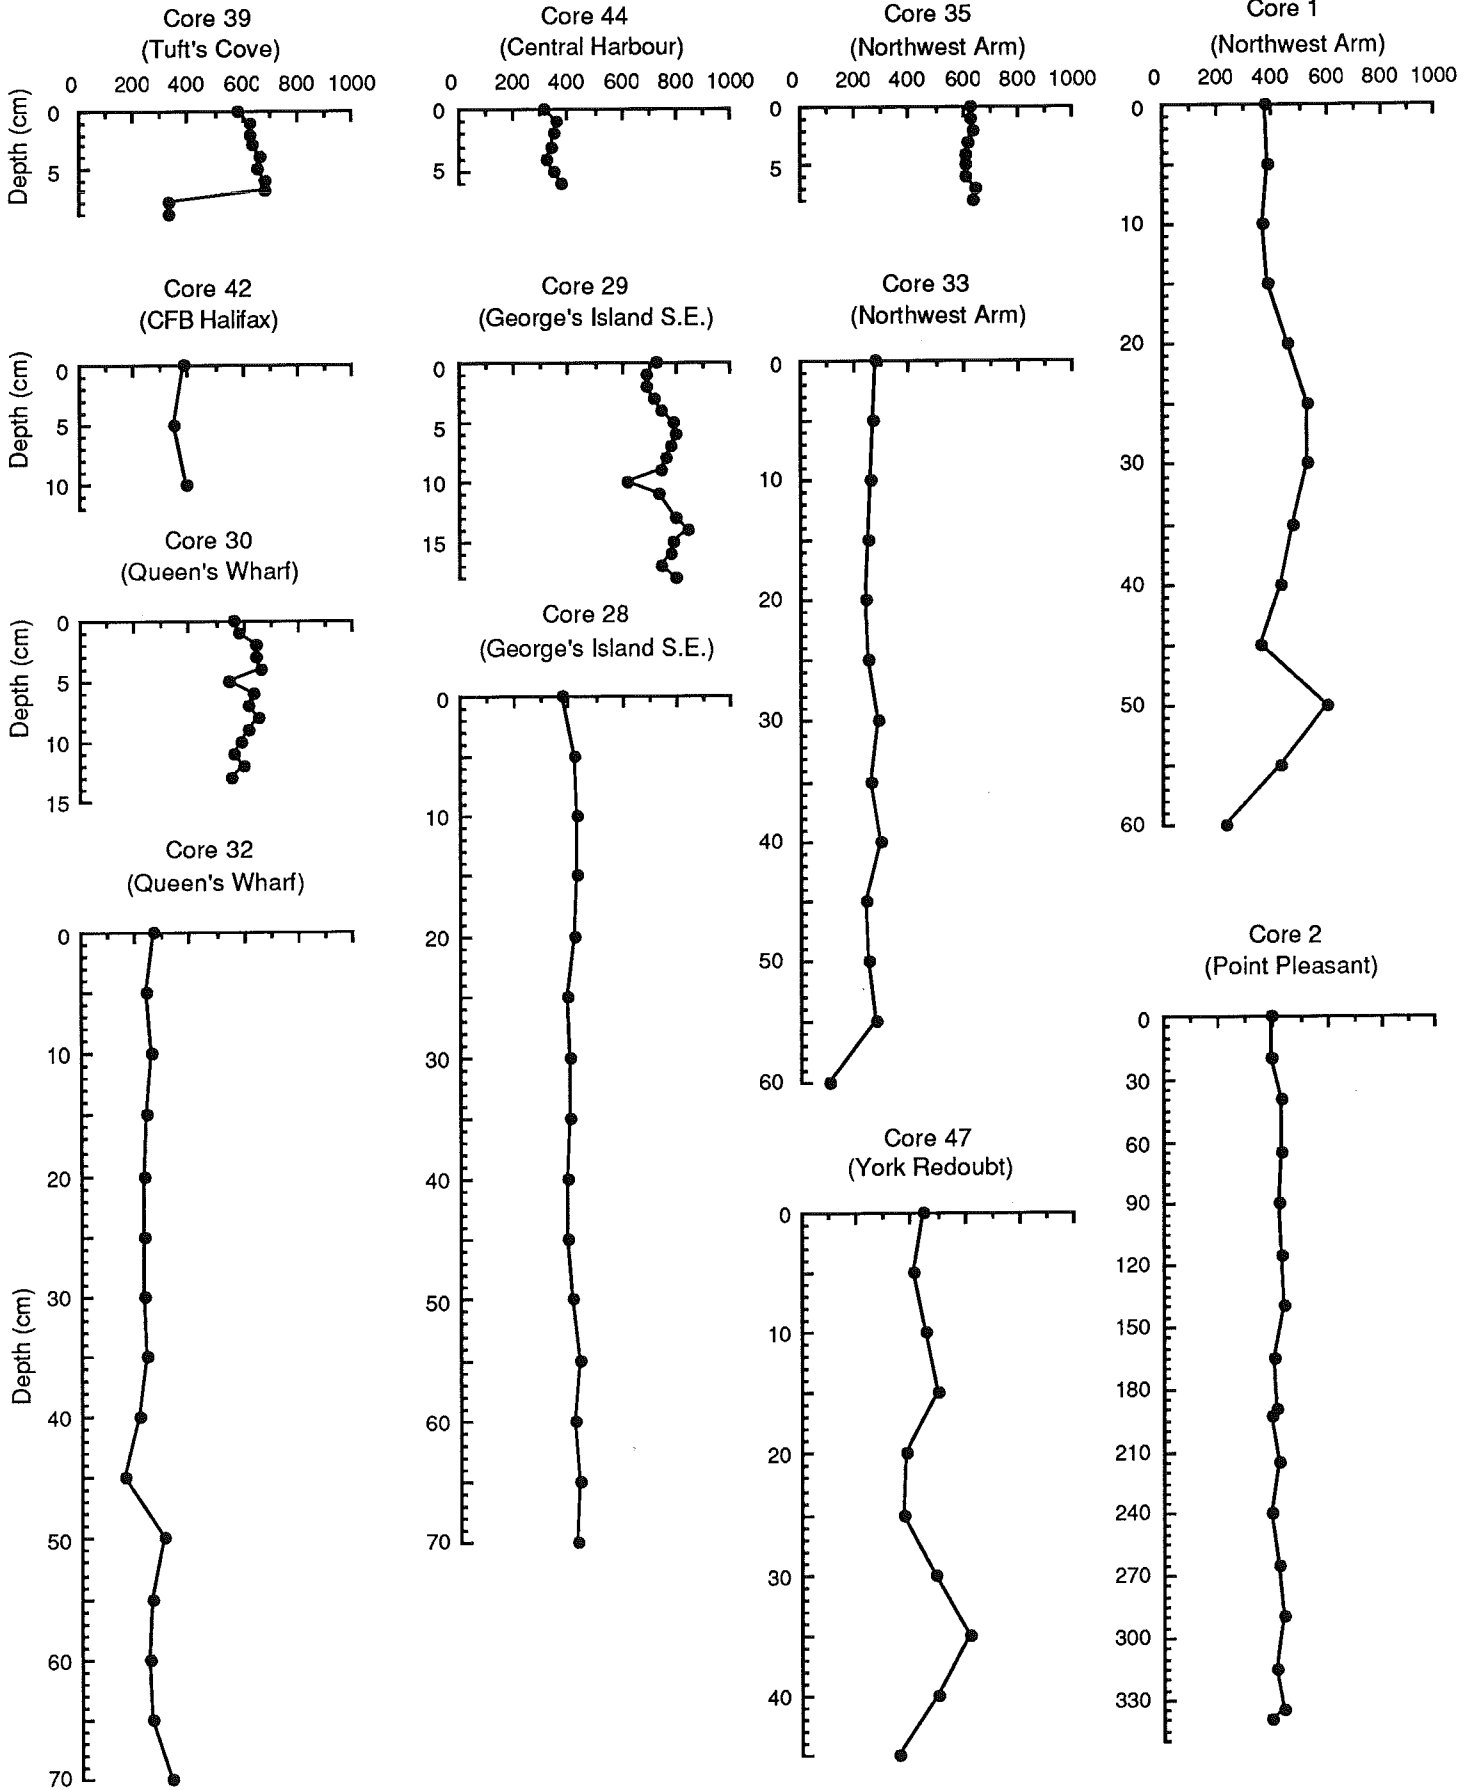 Core 39
(Tuft's Cove)
0 200 400 600 800 1000
Depth (cm)
0
5
Core 42
(CFB Halifax)
Depth (cm)
0
5
10
Core 30
(Queen's Wharf)
Depth (cm)
0
5
10
15
Core 32
(Queen's Wharf)
Depth (cm)
0
10
20
30
40
50
60
70
Core 44
(Central Harbour)
0 200 400 600 800 1000
0
5
Core 29
(George's Island S.E.)
0
5
10
15
Core 28
(George's Island S.E.)
0
10
20
30
40
50
60
70
Core 35
(Northwest Arm)
0 200 400 600 800 1000
0
5
Core 33
(Northwest Arm)
0
10
20
30
40
50
60
Core 47
(York Redoubt)
0
10
20
30
40
Core 1
(Northwest Arm)
0 200 400 600 800 1000
0
10
20
30
40
50
60
Core 2
(Point Pleasant)
0
30
60
90
120
150
180
210
240
270
300
330